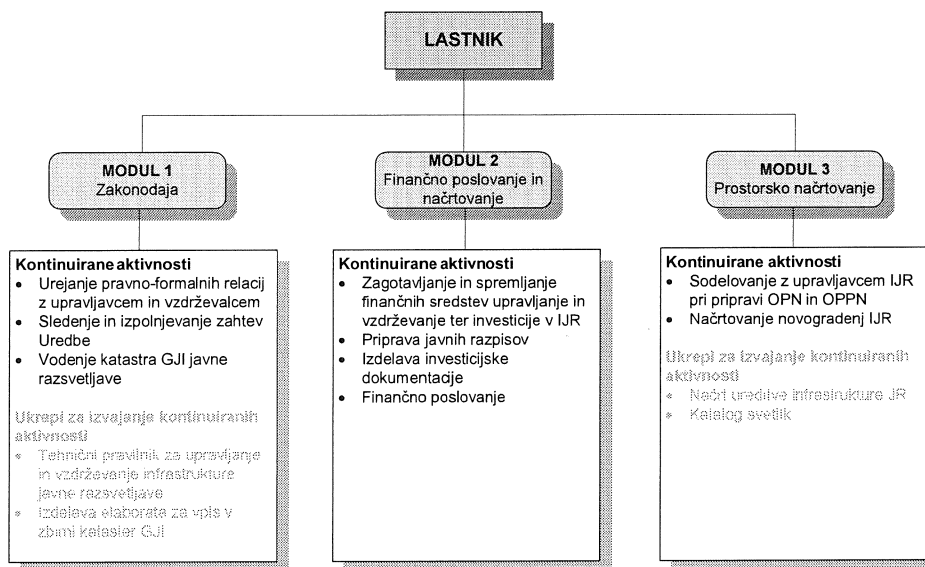 LASTNIK
MODUL 1
Zakonodaja
MODUL 2
Finančno poslovanje in
načrtovanje
MODUL 3
Prostorsko načrtovanje
Kontinuirane aktivnosti
• Urejanje pravno-formalnih relacij
z upravljavcem in vzdrževalcem
• Sledenje in izpolnjevanje zahtev
Uredbe
• Vodenje katastra GJI javne
razsvetljave
Ukrepi za izvajanje kontinuiranih
aktivnosti
• Tehnični pravilnik za upravljanje
in vzdrževanje infrastrukture
javne razsvetljave
• Izdelava elaborata za vpis v
zbirni kataster GJI
Kontinuirane aktivnosti
• Zagotavljanje in spremljanje
finančnih sredstev upravljanje in
vzdrževanje ter investicije v IJR
• Priprava javnih razpisov
• Izdelava investicijske
dokumentacije
• Finančno poslovanje
Kontinuirane aktivnosti
• Sodelovanje z upravljavcem IJR
pri pripravi OPN in OPPN
• Načrtovanje novogradenj IJR
Ukrepi za izvajanje kontinuiranih
aktivnosti
• Načrt ureditve infrastrukture JR
• Katalog svetilk